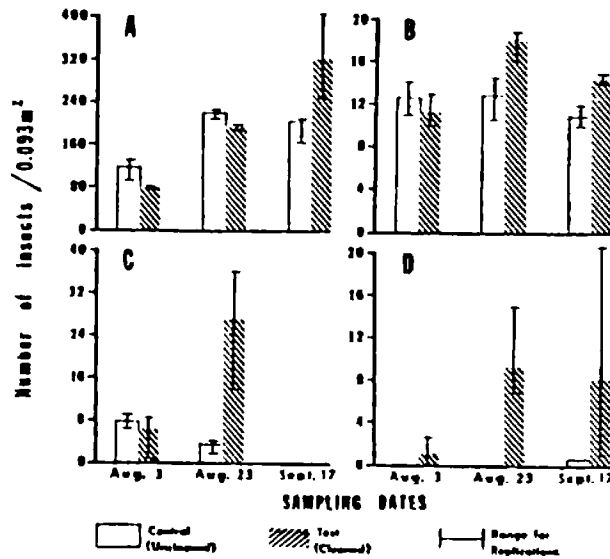 A
400
320
240
160
80
0
B
20
16
12
8
4
0
Number of insects /0.093m²
C
40
32
24
16
8
0
D
20
16
12
8
4
0
Aug. 3
Aug. 23
Sept. 17
Aug. 3
Aug. 23
Sept. 17
SAMPLING DATES
Control
(Uncleaned)
Test
(Cleaned)
Range for
Replications